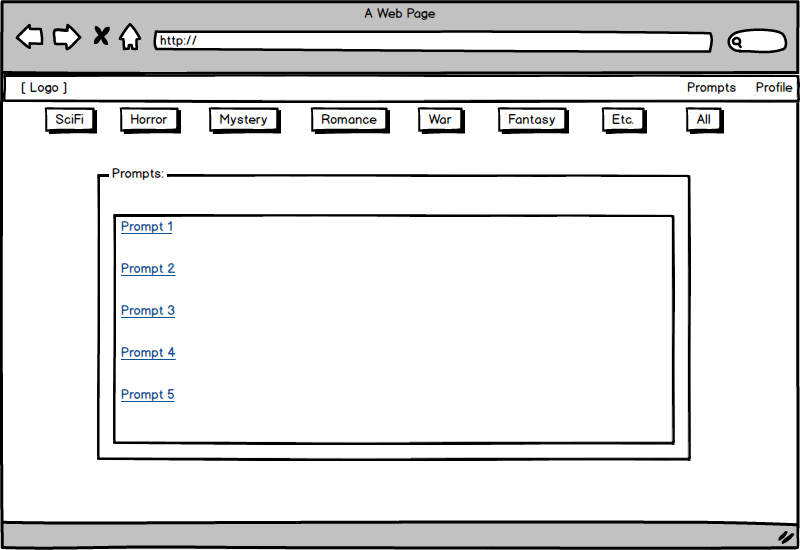 A Web Page
http://
[ Logo ] Prompts Profile
SciFi Horror Mystery Romance War Fantasy Etc. All
Prompts:
Prompt 1
Prompt 2
Prompt 3
Prompt 4
Prompt 5